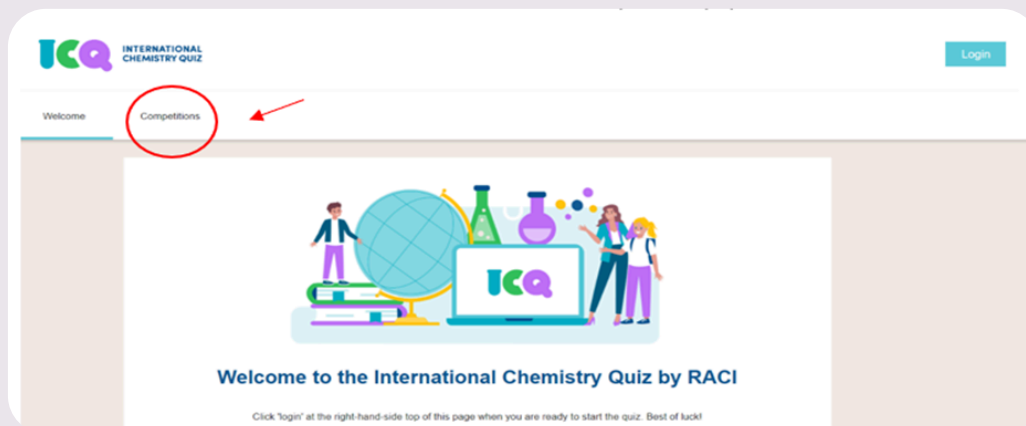 ICQ INTERNATIONAL
CHEMISTRY QUIZ
Login
Welcome Competitions
ICQ
Welcome to the International Chemistry Quiz by RACI
Click 'login' at the right-hand-side top of this page when you are ready to start the quiz. Best of luck!